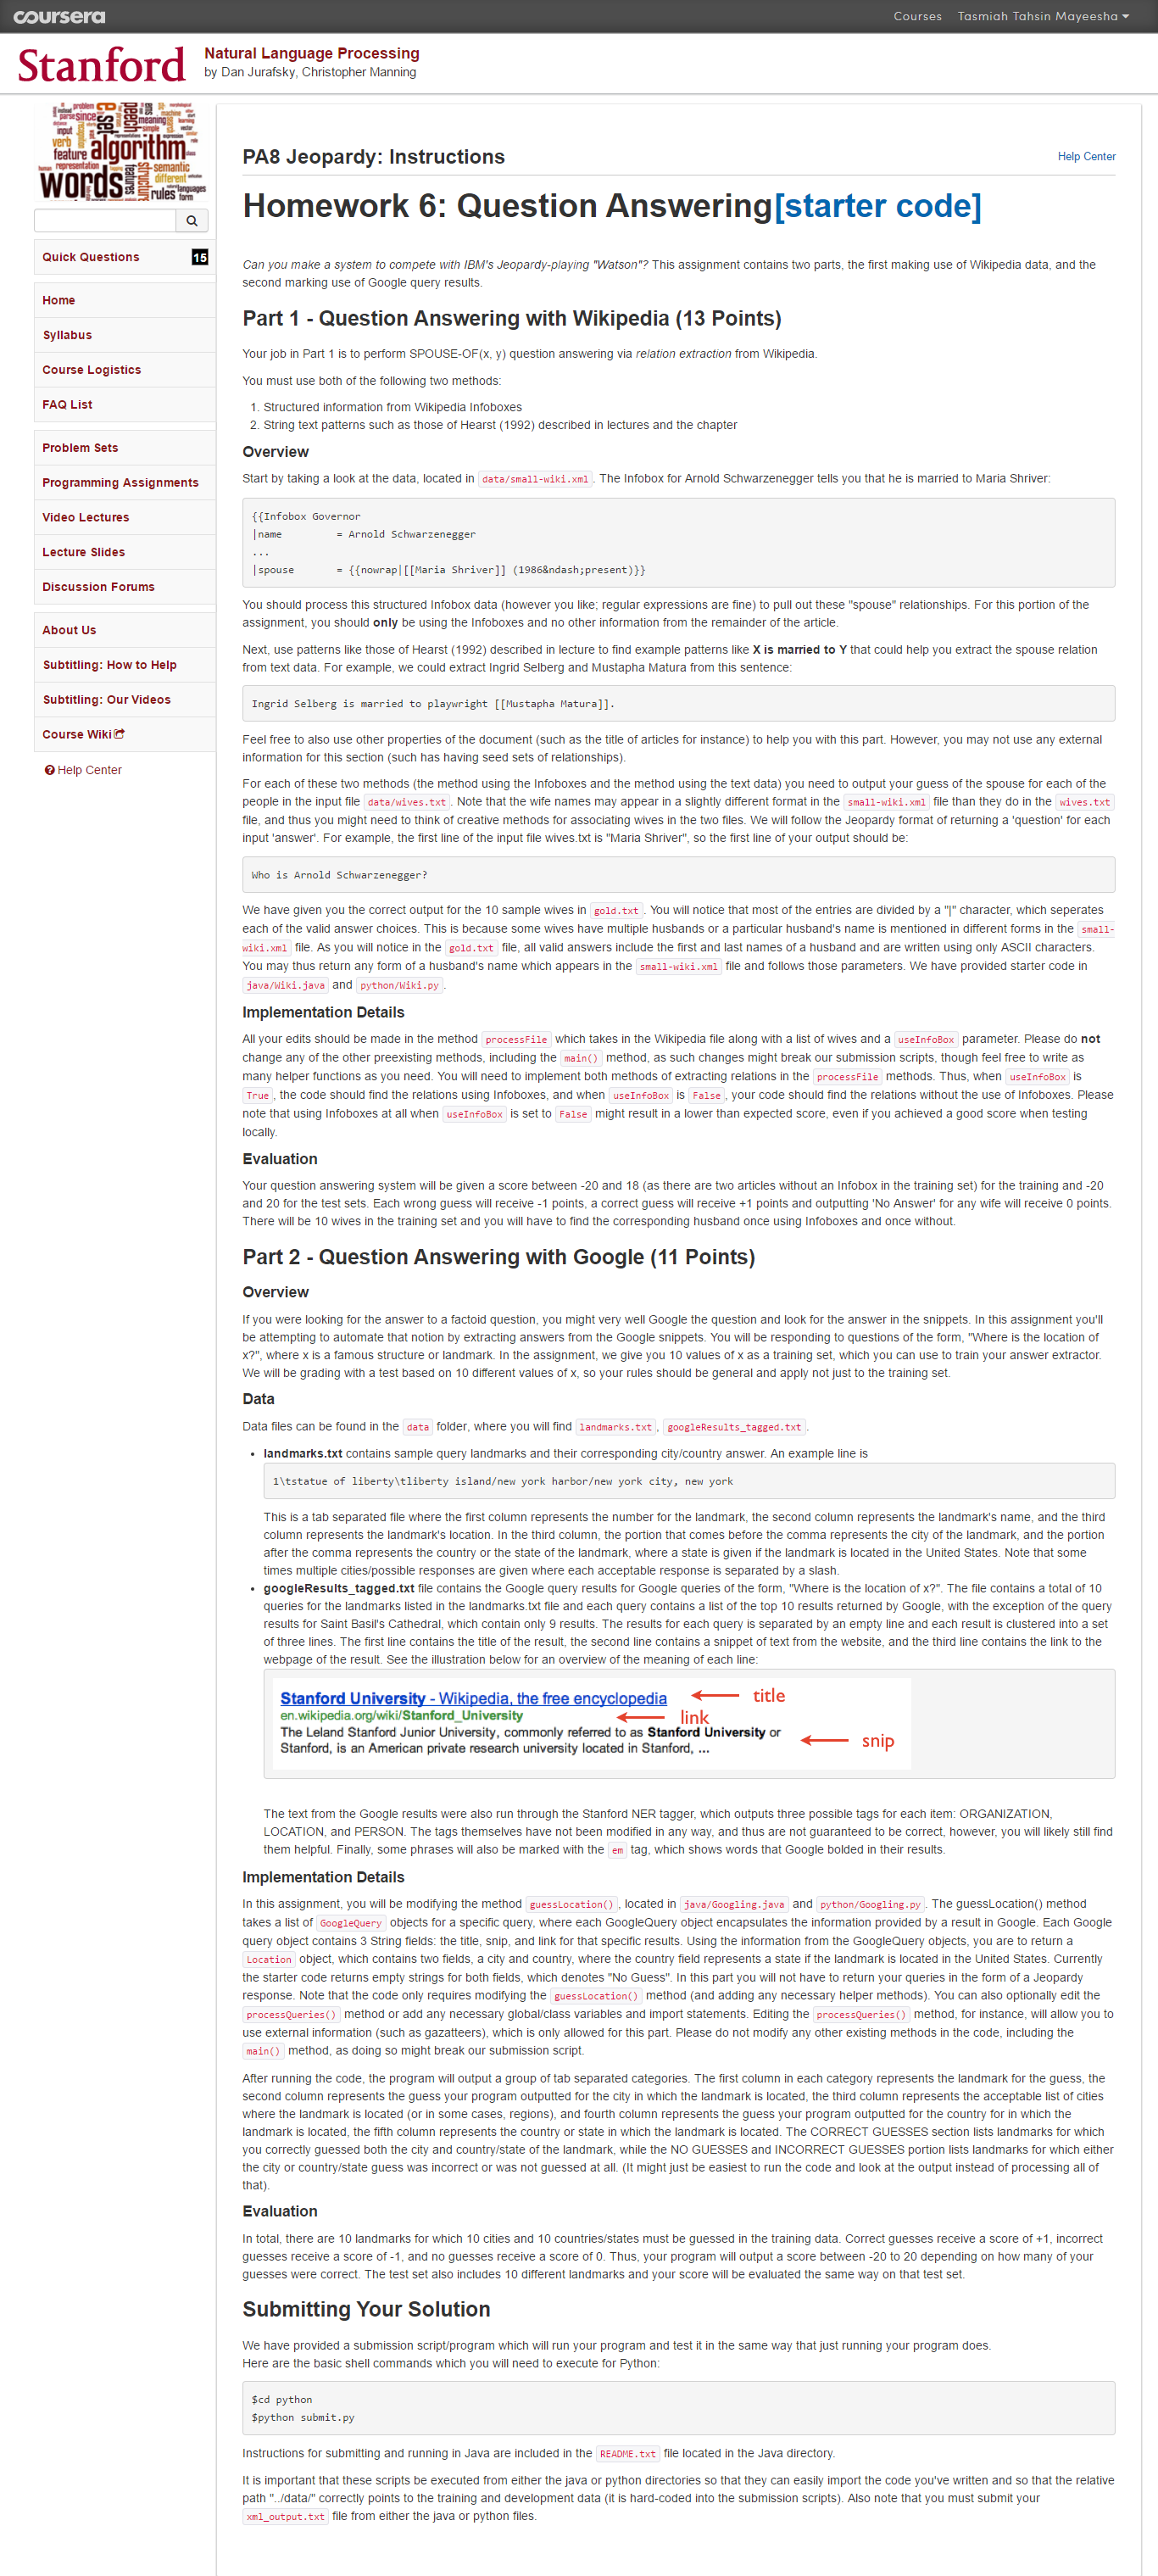 coursera
Courses Tasmiah Tahsin Mayeesha
Stanford
Natural Language Processing
by Dan Jurafsky, Christopher Manning
algorithm
words
feature
semantic
rules
verb
input
structure
different
languages
form
Quick Questions 15
Home
Syllabus
Course Logistics
FAQ List
Problem Sets
Programming Assignments
Video Lectures
Lecture Slides
Discussion Forums
About Us
Subtitling: How to Help
Subtitling: Our Videos
Course Wiki
Help Center
PA8 Jeopardy: Instructions
Help Center
Homework 6: Question Answering[starter code]
Can you make a system to compete with IBM's Jeopardy-playing "Watson"? This assignment contains two parts, the first making use of Wikipedia data, and the
second marking use of Google query results.
Part 1 - Question Answering with Wikipedia (13 Points)
Your job in Part 1 is to perform SPOUSE-OF(x, y) question answering via relation extraction from Wikipedia.
You must use both of the following two methods:
1. Structured information from Wikipedia Infoboxes
2. String text patterns such as those of Hearst (1992) described in lectures and the chapter
Overview
Start by taking a look at the data, located in data/small-wiki.xml. The Infobox for Arnold Schwarzenegger tells you that he is married to Maria Shriver:
{{Infobox Governor
|name = Arnold Schwarzenegger
...
|spouse = {{nowrap|[[Maria Shriver]] (1986&ndash;present)}}
You should process this structured Infobox data (however you like; regular expressions are fine) to pull out these "spouse" relationships. For this portion of the
assignment, you should only be using the Infoboxes and no other information from the remainder of the article.
Next, use patterns like those of Hearst (1992) described in lecture to find example patterns like X is married to Y that could help you extract the spouse relation
from text data. For example, we could extract Ingrid Selberg and Mustapha Matura from this sentence:
Ingrid Selberg is married to playwright [[Mustapha Matura]].
Feel free to also use other properties of the document (such as the title of articles for instance) to help you with this part. However, you may not use any external
information for this section (such has having seed sets of relationships).
For each of these two methods (the method using the Infoboxes and the method using the text data) you need to output your guess of the spouse for each of the
people in the input file data/wives.txt. Note that the wife names may appear in a slightly different format in the small-wiki.xml file than they do in the wives.txt
file, and thus you might need to think of creative methods for associating wives in the two files. We will follow the Jeopardy format of returning a 'question' for each
input 'answer'. For example, the first line of the input file wives.txt is "Maria Shriver", so the first line of your output should be:
Who is Arnold Schwarzenegger?
We have given you the correct output for the 10 sample wives in gold.txt. You will notice that most of the entries are divided by a "|" character, which seperates
each of the valid answer choices. This is because some wives have multiple husbands or a particular husband's name is mentioned in different forms in the small-
wiki.xml file. As you will notice in the gold.txt file, all valid answers include the first and last names of a husband and are written using only ASCII characters.
You may thus return any form of a husband's name which appears in the small-wiki.xml file and follows those parameters. We have provided starter code in
java/Wiki.java and python/Wiki.py.
Implementation Details
All your edits should be made in the method processFile which takes in the Wikipedia file along with a list of wives and a useInfoBox parameter. Please do not
change any of the other preexisting methods, including the main() method, as such changes might break our submission scripts, though feel free to write as
many helper functions as you need. You will need to implement both methods of extracting relations in the processFile methods. Thus, when useInfoBox is
True, the code should find the relations using Infoboxes, and when useInfoBox is False, your code should find the relations without the use of Infoboxes. Please
note that using Infoboxes at all when useInfoBox is set to False might result in a lower than expected score, even if you achieved a good score when testing
locally.
Evaluation
Your question answering system will be given a score between -20 and 18 (as there are two articles without an Infobox in the training set) for the training and -20
and 20 for the test sets. Each wrong guess will receive -1 points, a correct guess will receive +1 points and outputting 'No Answer' for any wife will receive 0 points.
There will be 10 wives in the training set and you will have to find the corresponding husband once using Infoboxes and once without.
Part 2 - Question Answering with Google (11 Points)
Overview
If you were looking for the answer to a factoid question, you might very well Google the question and look for the answer in the snippets. In this assignment you'll
be attempting to automate that notion by extracting answers from the Google snippets. You will be responding to questions of the form, "Where is the location of
x?", where x is a famous structure or landmark. In the assignment, we give you 10 values of x as a training set, which you can use to train your answer extractor.
We will be grading with a test based on 10 different values of x, so your rules should be general and apply not just to the training set.
Data
Data files can be found in the data folder, where you will find landmarks.txt, googleResults_tagged.txt.
• landmarks.txt contains sample query landmarks and their corresponding city/country answer. An example line is
1\tstatue of liberty\tliberty island/new york harbor/new york city, new york
This is a tab separated file where the first column represents the number for the landmark, the second column represents the landmark's name, and the third
column represents the landmark's location. In the third column, the portion that comes before the comma represents the city of the landmark, and the portion
after the comma represents the country or the state of the landmark, where a state is given if the landmark is located in the United States. Note that some
times multiple cities/possible responses are given where each acceptable response is separated by a slash.
• googleResults_tagged.txt file contains the Google query results for Google queries of the form, "Where is the location of x?". The file contains a total of 10
queries for the landmarks listed in the landmarks.txt file and each query contains a list of the top 10 results returned by Google, with the exception of the query
results for Saint Basil's Cathedral, which contain only 9 results. The results for each query is separated by an empty line and each result is clustered into a set
of three lines. The first line contains the title of the result, the second line contains a snippet of text from the website, and the third line contains the link to the
webpage of the result. See the illustration below for an overview of the meaning of each line:
Stanford University - Wikipedia, the free encyclopedia title
en.wikipedia.org/wiki/Stanford_University link
The Leland Stanford Junior University, commonly referred to as Stanford University or
Stanford, is an American private research university located in Stanford, ... snip
The text from the Google results were also run through the Stanford NER tagger, which outputs three possible tags for each item: ORGANIZATION,
LOCATION, and PERSON. The tags themselves have not been modified in any way, and thus are not guaranteed to be correct, however, you will likely still find
them helpful. Finally, some phrases will also be marked with the em tag, which shows words that Google bolded in their results.
Implementation Details
In this assignment, you will be modifying the method guessLocation(), located in java/Googling.java and python/Googling.py. The guessLocation() method
takes a list of GoogleQuery objects for a specific query, where each GoogleQuery object encapsulates the information provided by a result in Google. Each Google
query object contains 3 String fields: the title, snip, and link for that specific results. Using the information from the GoogleQuery objects, you are to return a
Location object, which contains two fields, a city and country, where the country field represents a state if the landmark is located in the United States. Currently
the starter code returns empty strings for both fields, which denotes "No Guess". In this part you will not have to return your queries in the form of a Jeopardy
response. Note that the code only requires modifying the guessLocation() method (and adding any necessary helper methods). You can also optionally edit the
processQueries() method or add any necessary global/class variables and import statements. Editing the processQueries() method, for instance, will allow you to
use external information (such as gazatteers), which is only allowed for this part. Please do not modify any other existing methods in the code, including the
main() method, as doing so might break our submission script.
After running the code, the program will output a group of tab separated categories. The first column in each category represents the landmark for the guess, the
second column represents the guess your program outputted for the city in which the landmark is located, the third column represents the acceptable list of cities
where the landmark is located (or in some cases, regions), and fourth column represents the guess your program outputted for the country for in which the
landmark is located, the fifth column represents the country or state in which the landmark is located. The CORRECT GUESSES section lists landmarks for which
you correctly guessed both the city and country/state of the landmark, while the NO GUESSES and INCORRECT GUESSES portion lists landmarks for which either
the city or country/state guess was incorrect or was not guessed at all. (It might just be easiest to run the code and look at the output instead of processing all of
that).
Evaluation
In total, there are 10 landmarks for which 10 cities and 10 countries/states must be guessed in the training data. Correct guesses receive a score of +1, incorrect
guesses receive a score of -1, and no guesses receive a score of 0. Thus, your program will output a score between -20 to 20 depending on how many of your
guesses were correct. The test set also includes 10 different landmarks and your score will be evaluated the same way on that test set.
Submitting Your Solution
We have provided a submission script/program which will run your program and test it in the same way that just running your program does.
Here are the basic shell commands which you will need to execute for Python:
$cd python
$python submit.py
Instructions for submitting and running in Java are included in the README.txt file located in the Java directory.
It is important that these scripts be executed from either the java or python directories so that they can easily import the code you've written and so that the relative
path "../data/" correctly points to the training and development data (it is hard-coded into the submission scripts). Also note that you must submit your
xml_output.txt file from either the java or python files.